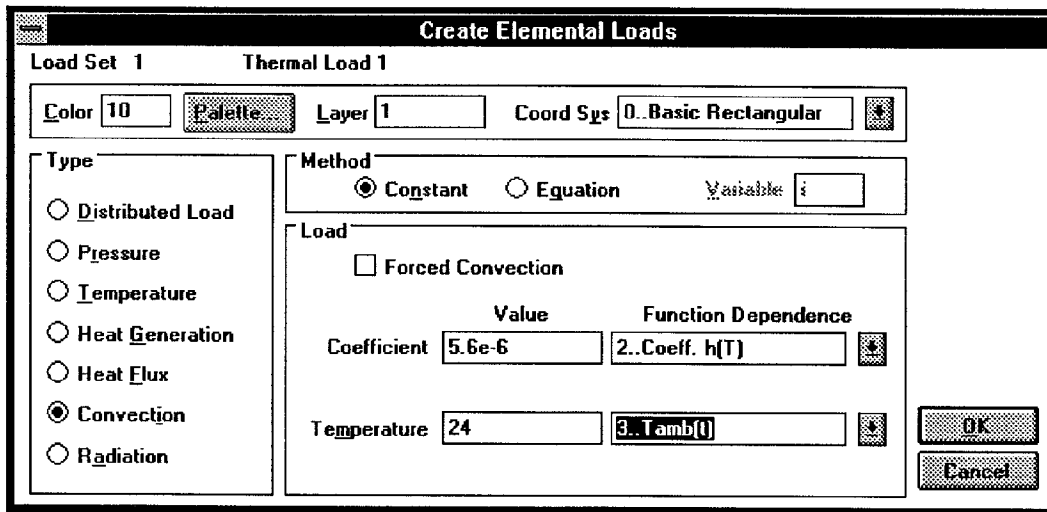 Create Elemental Loads
Load Set 1 Thermal Load 1
Color 10 Palette... Layer 1 Coord Sys 0..Basic Rectangular
Type
Distributed Load
Pressure
Temperature
Heat Generation
Heat Flux
Convection
Radiation
Method
Constant Equation Variable i
Load
Forced Convection
Value Function Dependence
Coefficient 5.6e-6 2..Coeff. h(T)
Temperature 24 3..Tamb(t)
OK
Cancel